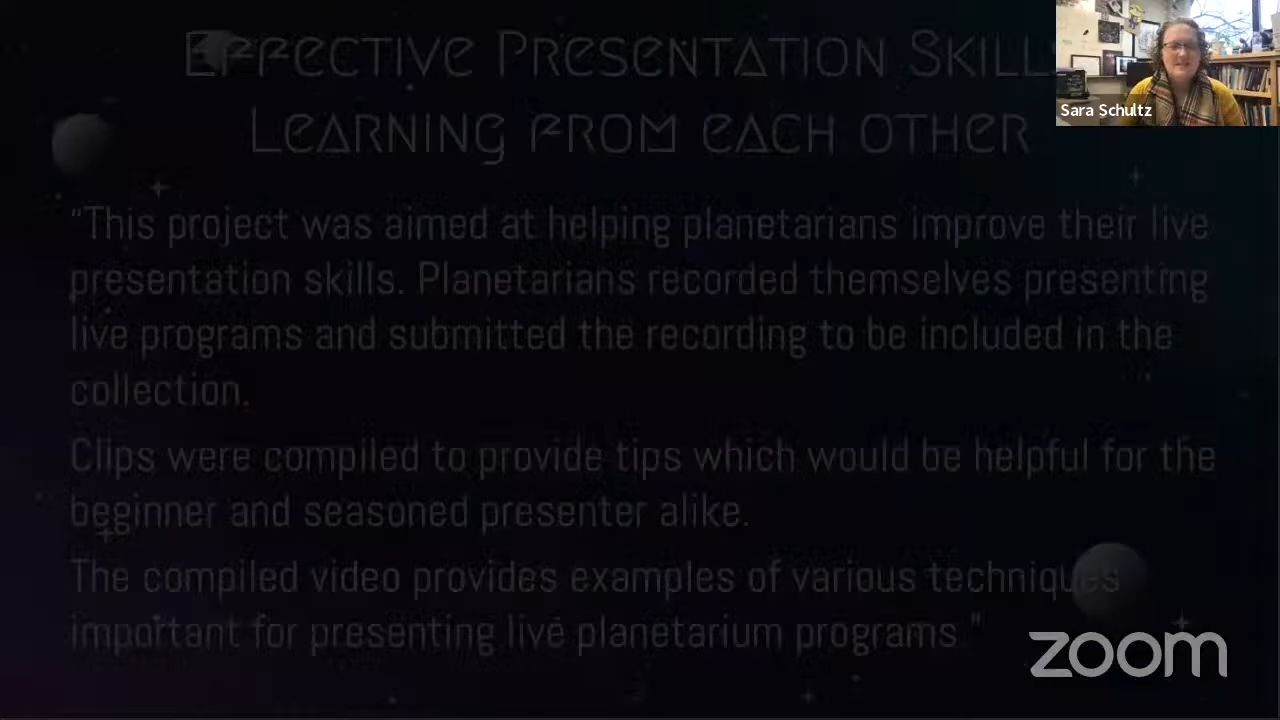 Effective Presentation Skills
Learning from each other
Sara Schultz
“This project was aimed at helping planetarians improve their live
presentation skills. Planetarians recorded themselves presenting
live programs and submitted the recording to be included in the
collection.
Clips were compiled to provide tips which would be helpful for the
beginner and seasoned presenter alike.
The compiled video provides examples of various techniques
important for presenting live planetarium programs.”
zoom